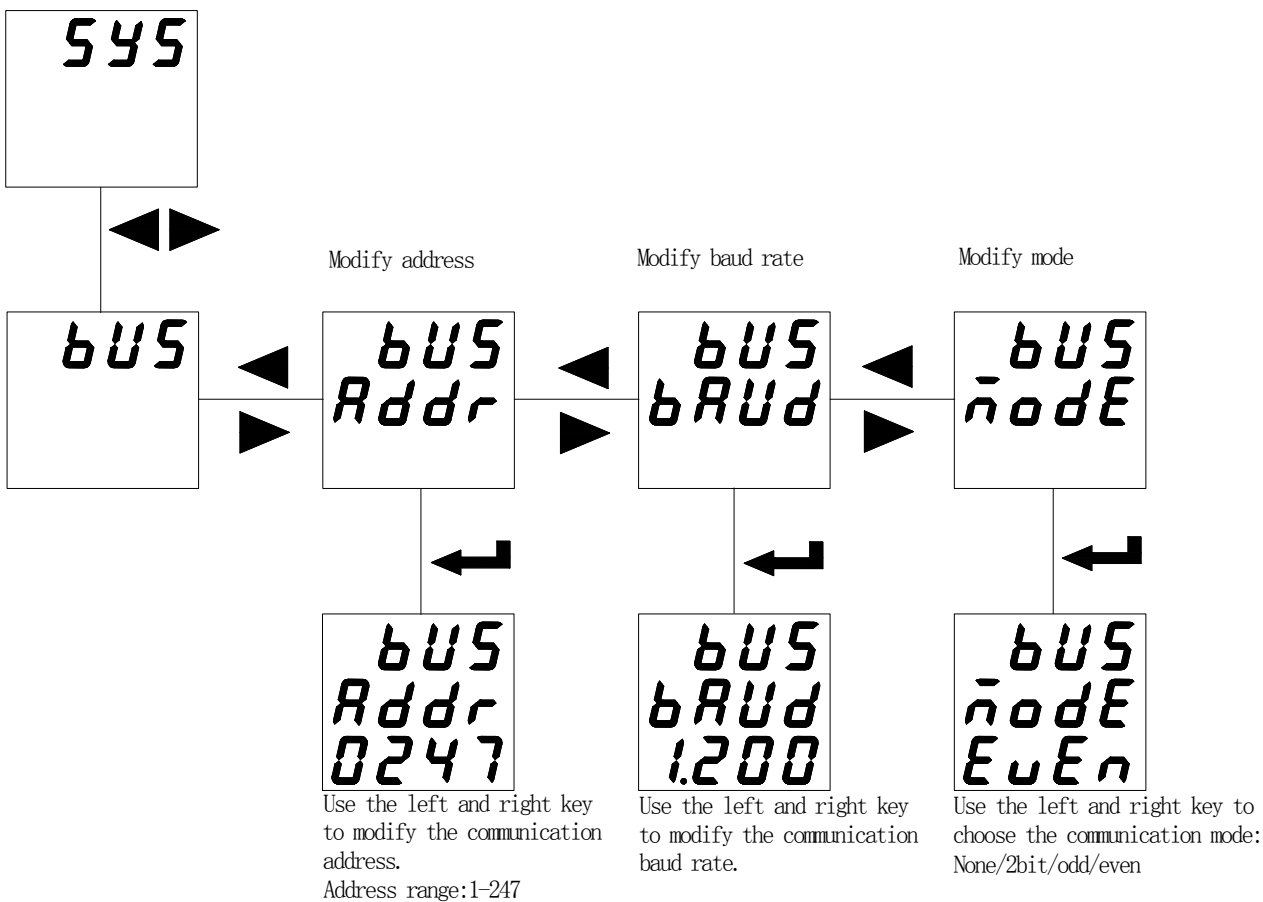 SYS
Modify address
Modify baud rate
Modify mode
bUS
bUS
Addr
bUS
bAUd
bUS
n̄odE
bUS
Addr
0247
Use the left and right key
to modify the communication
address.
Address range:1-247
bUS
bAUd
1.200
Use the left and right key
to modify the communication
baud rate.
bUS
n̄odE
EvEn
Use the left and right key to
choose the communication mode:
None/2bit/odd/even